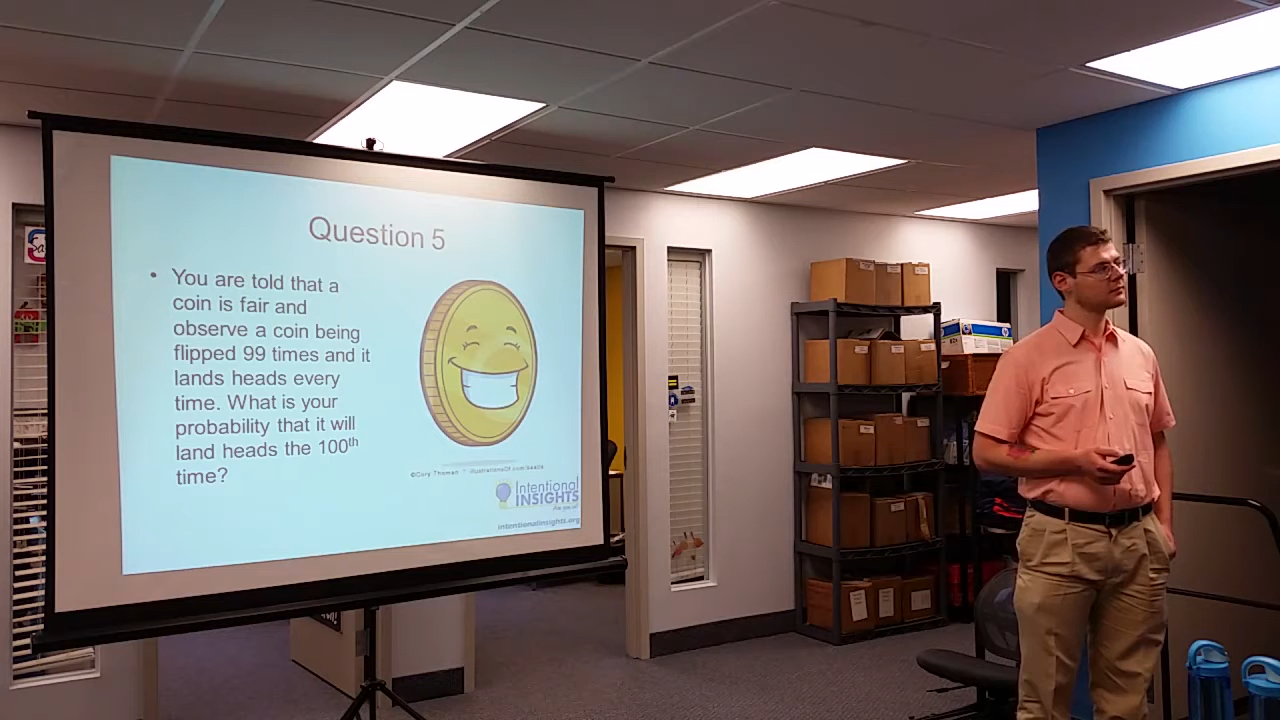 Question 5
• You are told that a
coin is fair and
observe a coin being
flipped 99 times and it
lands heads every
time. What is your
probability that it will
land heads the 100th
time?
Intentional
INSIGHTS
intentionalinsights.org